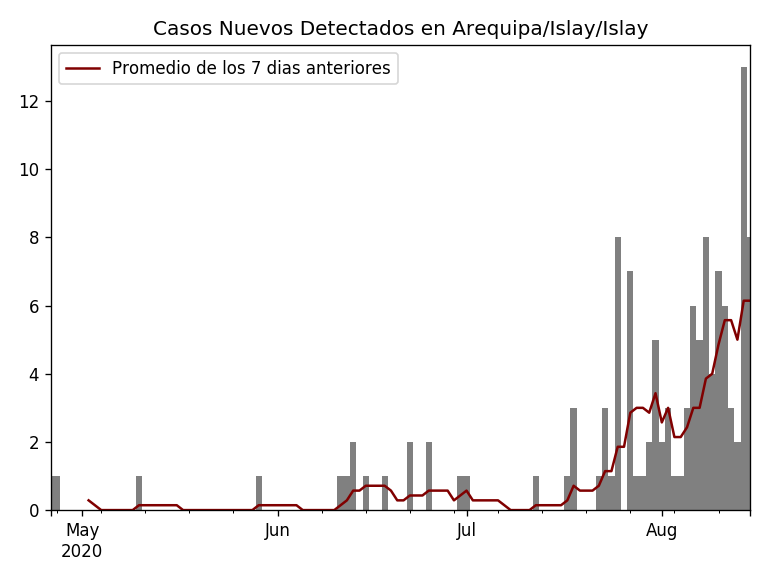 Casos Nuevos Detectados en Arequipa/Islay/Islay
Promedio de los 7 dias anteriores
12
10
8
6
4
2
0
May Jun Jul Aug
2020